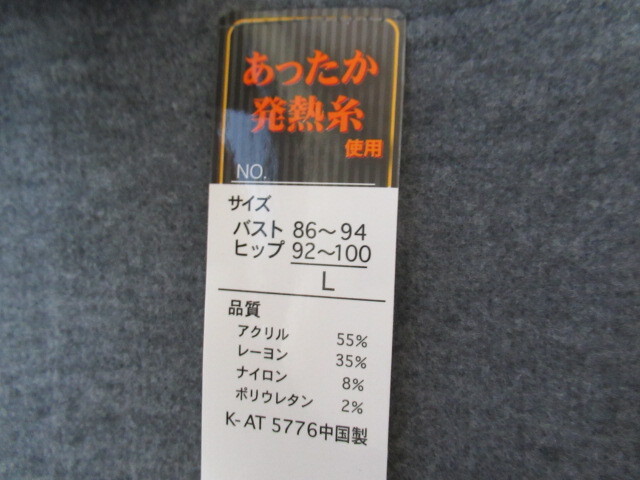 あったか
発熱糸
使用
NO.
サイズ
バスト 86〜94
ヒップ 92〜100
L
品質
アクリル 55%
レーヨン 35%
ナイロン 8%
ポリウレタン 2%
K-AT 5776中国製